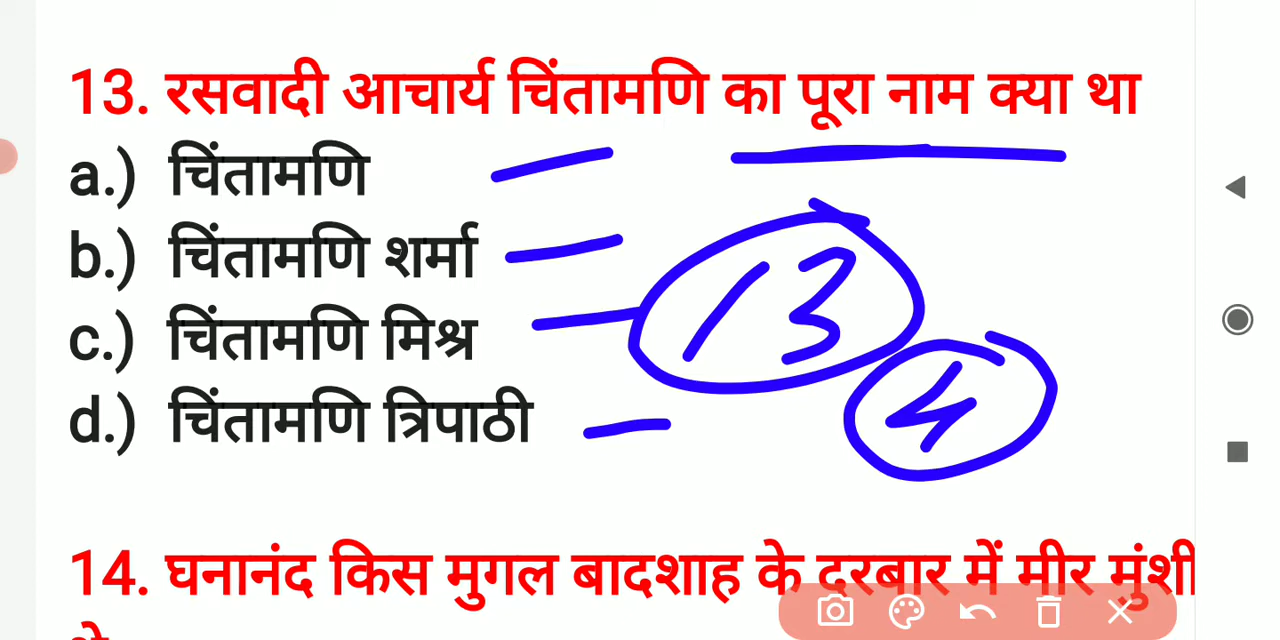 13. रसवादी आचार्य चिंतामणि का पूरा नाम क्या था
a.) चिंतामणि
b.) चिंतामणि शर्मा
c.) चिंतामणि मिश्र
d.) चिंतामणि त्रिपाठी
13
4
14. घनानंद किस मुगल बादशाह के दरबार में मीर मुंशी